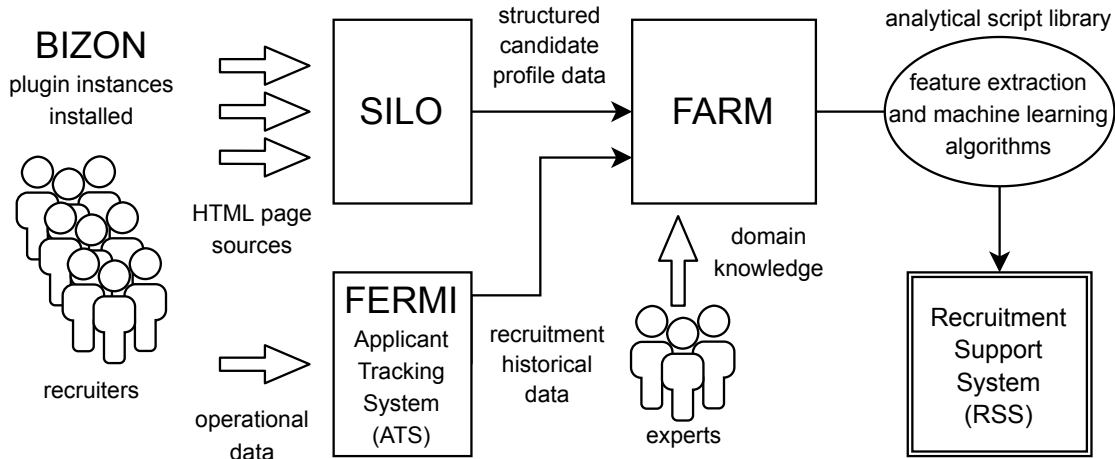 BIZON
plugin instances
installed
recruiters
HTML page
sources
operational
data
SILO
FERMI
Applicant
Tracking
System
(ATS)
structured
candidate
profile data
recruitment
historical
data
FARM
domain
knowledge
experts
analytical script library
feature extraction
and machine learning
algorithms
Recruitment
Support
System
(RSS)